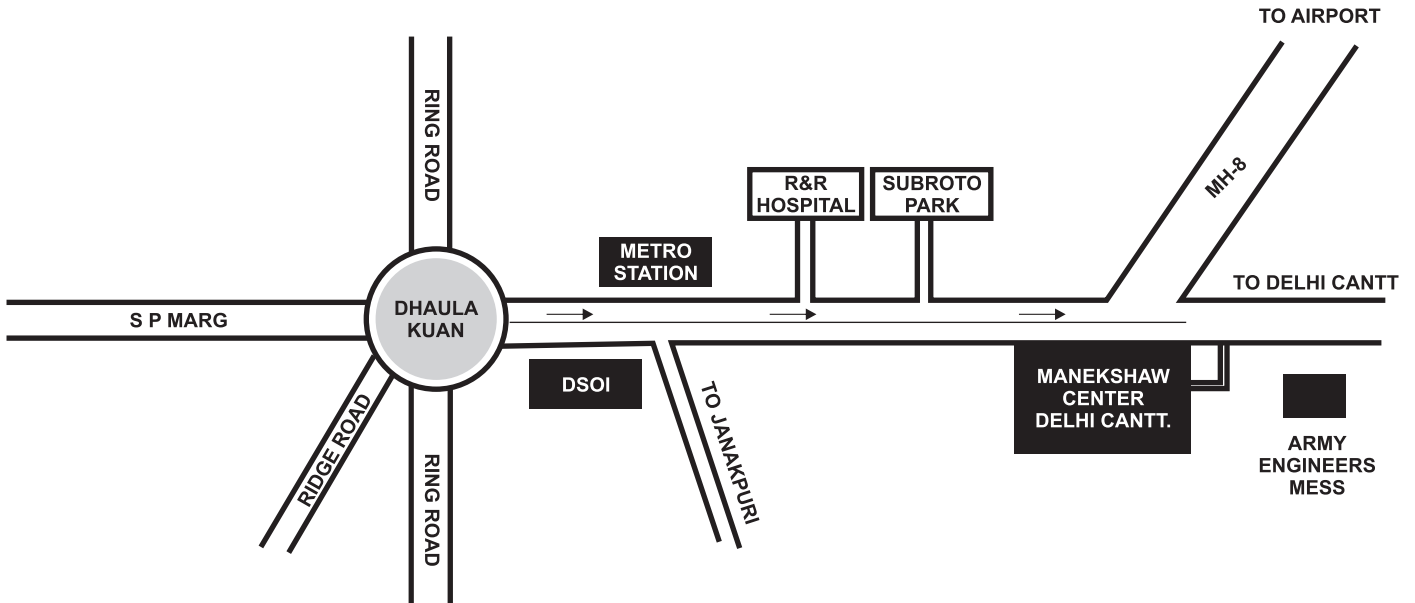 TO AIRPORT
RING ROAD
MH-8
R&R
HOSPITAL
SUBROTO
PARK
METRO
STATION
TO DELHI CANTT
DHAULA
KUAN
S P MARG
DSOI
MANEKSHAW
CENTER
DELHI CANTT.
TO JANAKPURI
RIDGE ROAD
RING ROAD
ARMY
ENGINEERS
MESS